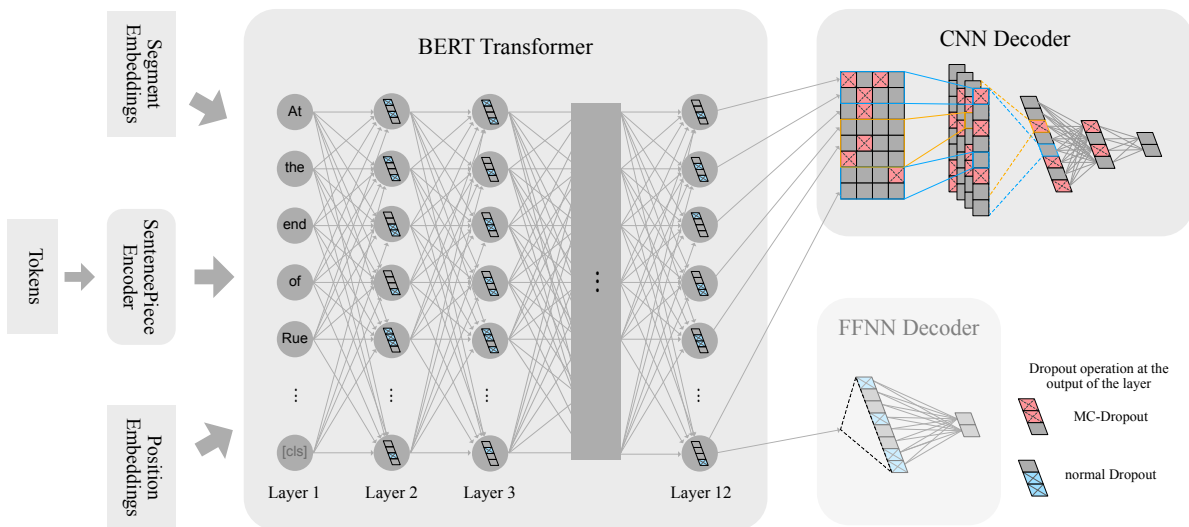 Segment
Embeddings
Tokens
SentencePiece
Encoder
Position
Embeddings
BERT Transformer
At
the
end
of
Rue
⋮
[cls]
⋮
⋮
⋮
⋮
Layer 1
Layer 2
Layer 3
Layer 12
CNN Decoder
FFNN Decoder
Dropout operation at the
output of the layer
MC-Dropout
normal Dropout